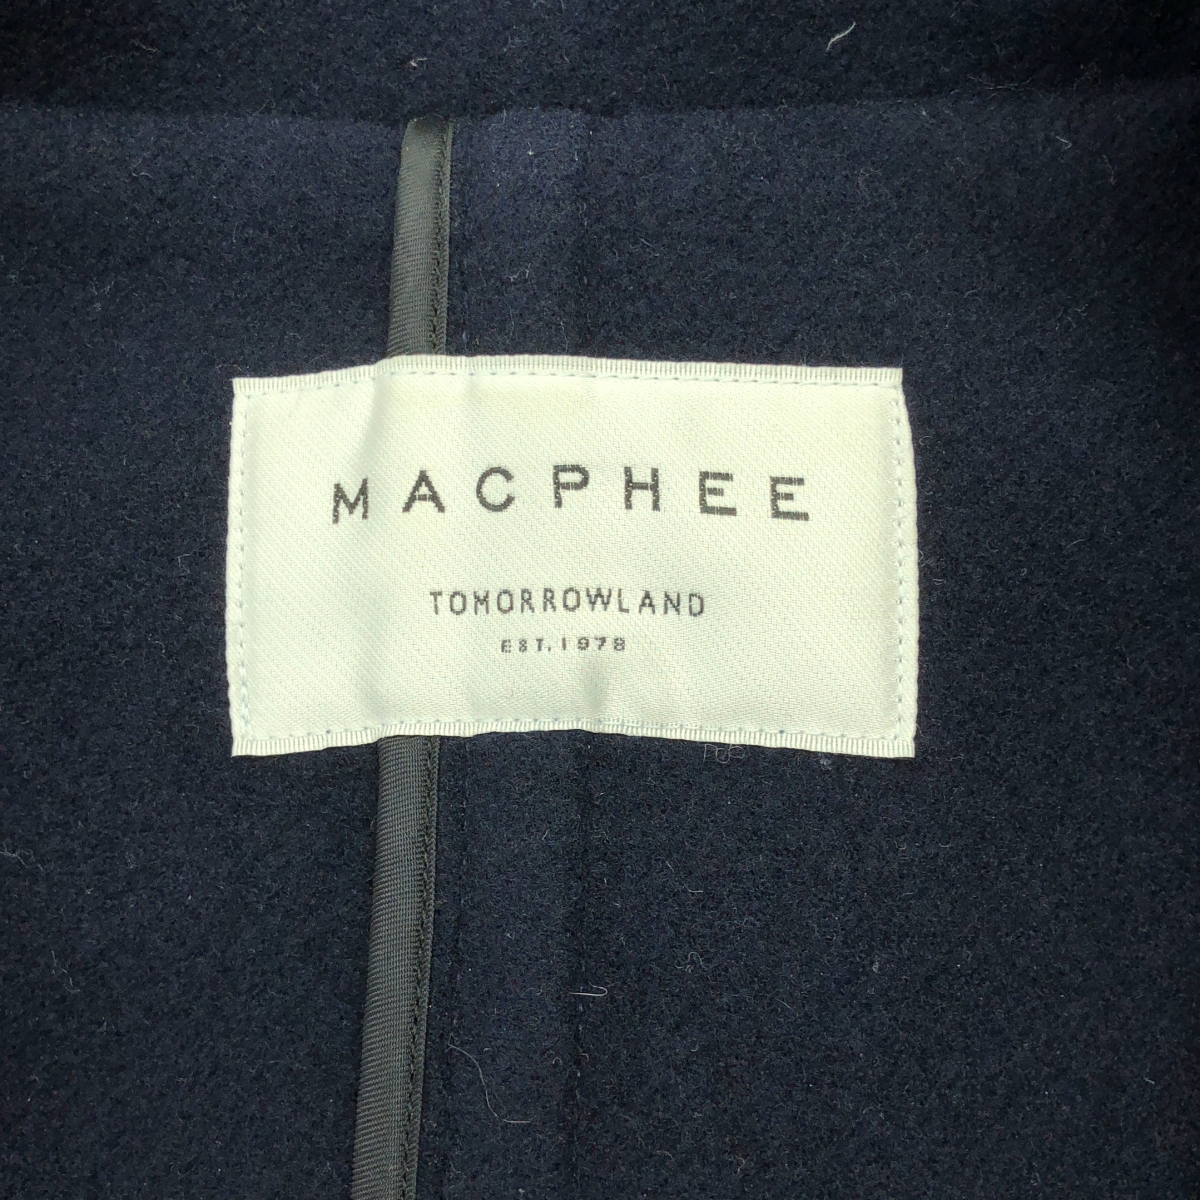 MACPHEE
TOMORROWLAND
EST. 1978